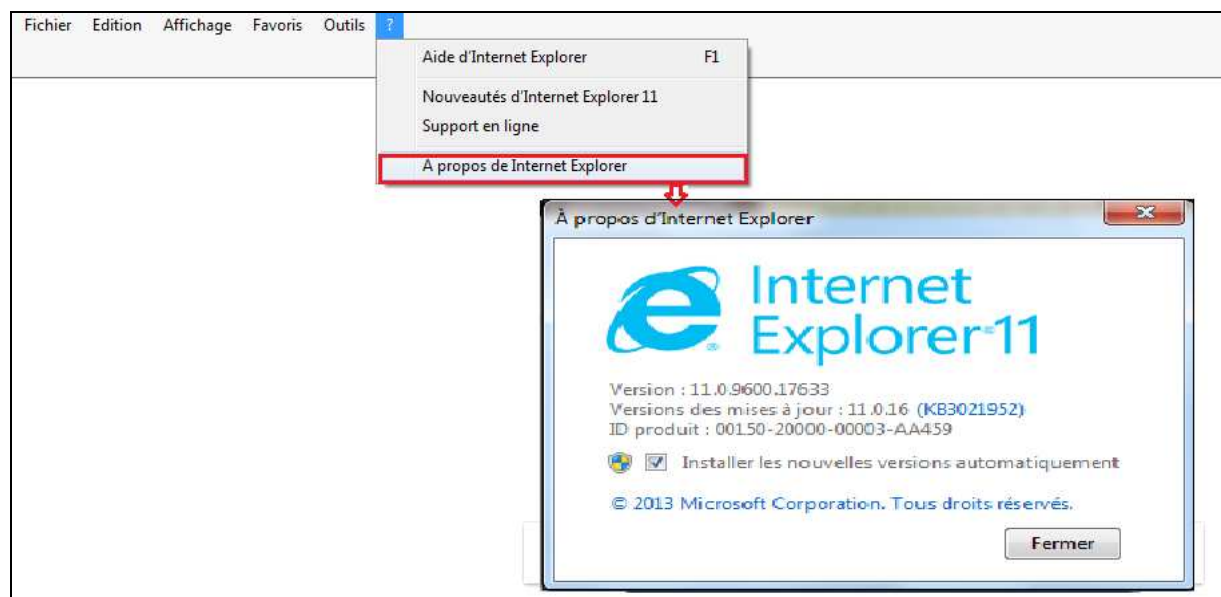 Fichier Edition Affichage Favoris Outils ?
Aide d'Internet Explorer F1
Nouveautés d'Internet Explorer 11
Support en ligne
A propos de Internet Explorer
À propos d'Internet Explorer
Internet
Explorer 11
Version : 11.0.9600.17633
Versions des mises à jour : 11.0.16 (KB3021952)
ID produit : 00150-20000-00003-AA459
Installer les nouvelles versions automatiquement
© 2013 Microsoft Corporation. Tous droits réservés.
Fermer